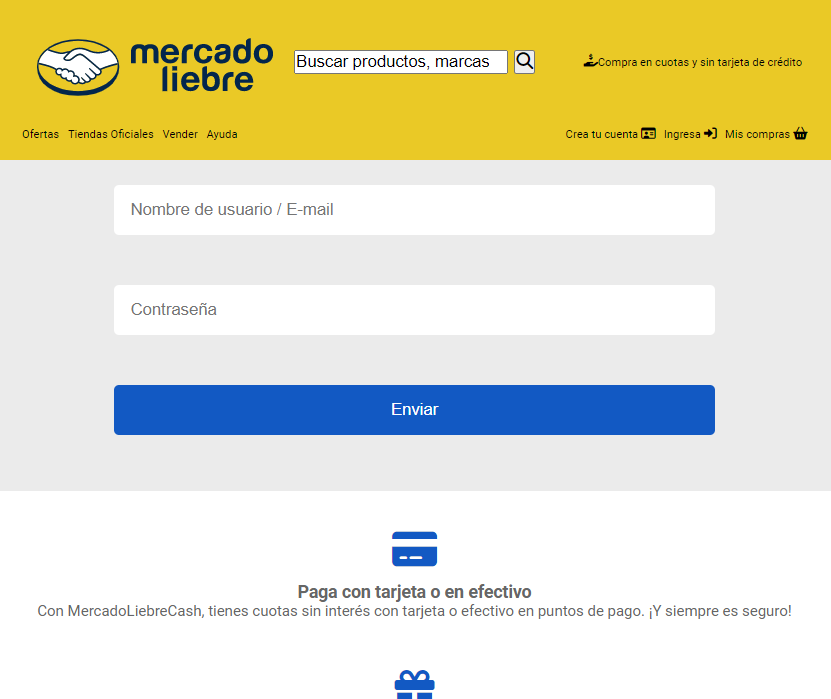 mercado
liebre
Buscar productos, marcas
Compra en cuotas y sin tarjeta de crédito
Ofertas Tiendas Oficiales Vender Ayuda
Crea tu cuenta Ingresa Mis compras
Nombre de usuario / E-mail
Contraseña
Enviar
Paga con tarjeta o en efectivo
Con MercadoLiebreCash, tienes cuotas sin interés con tarjeta o efectivo en puntos de pago. ¡Y siempre es seguro!